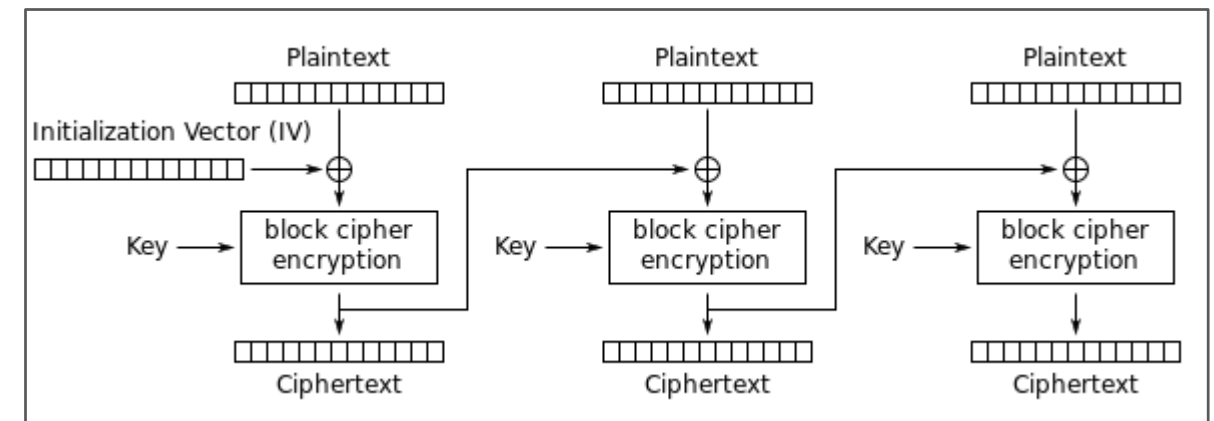 Plaintext
Plaintext
Plaintext
Initialization Vector (IV)
Key
block cipher
encryption
Key
block cipher
encryption
Key
block cipher
encryption
Ciphertext
Ciphertext
Ciphertext